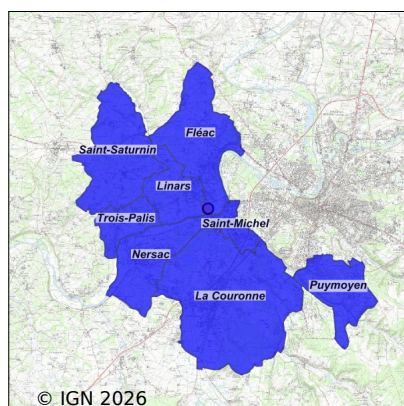 Fléac
Saint-Saturnin
Linars
Trois-Palis
Saint-Michel
Nersac
Puymoyen
La Couronne
© IGN 2026